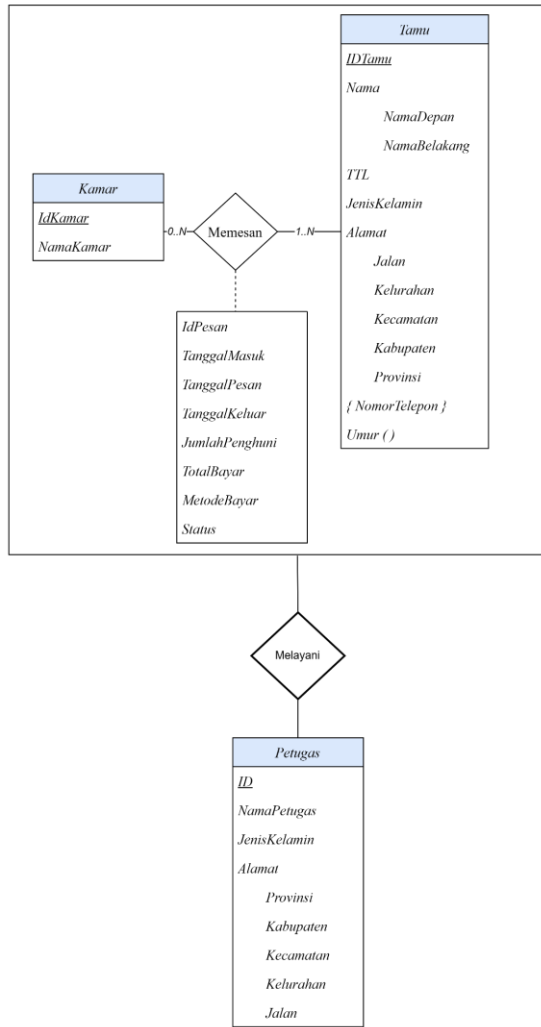 Tamu
IDTamu
Nama
NamaDepan
NamaBelakang
TTL
JenisKelamin
Alamat
Jalan
Kelurahan
Kecamatan
Kabupaten
Provinsi
{ NomorTelepon }
Umur ( )
Kamar
IdKamar
NamaKamar
0..N
Memesan
1..N
IdPesan
TanggalMasuk
TanggalPesan
TanggalKeluar
JumlahPenghuni
TotalBayar
MetodeBayar
Status
Melayani
Petugas
ID
NamaPetugas
JenisKelamin
Alamat
Provinsi
Kabupaten
Kecamatan
Kelurahan
Jalan